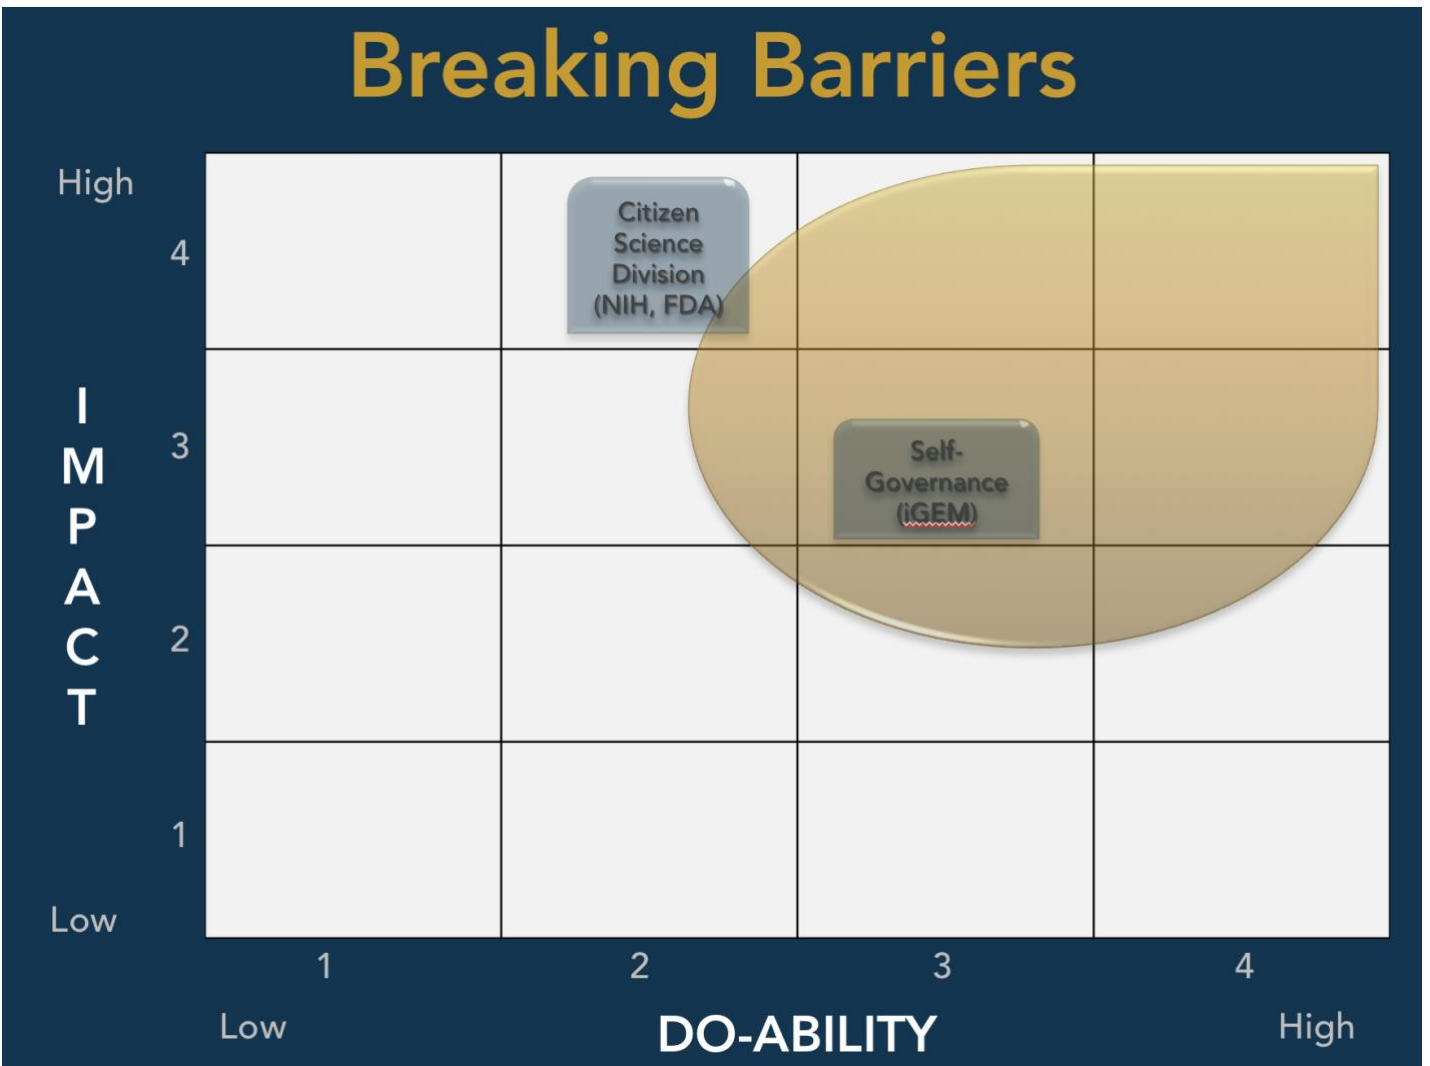 Breaking Barriers
High
4
Citizen
Science
Division
(NIH, FDA)
I
M
P
A
C
T
3
Self-
Governance
(iGEM)
2
1
Low
1 2 3 4
Low DO-ABILITY High